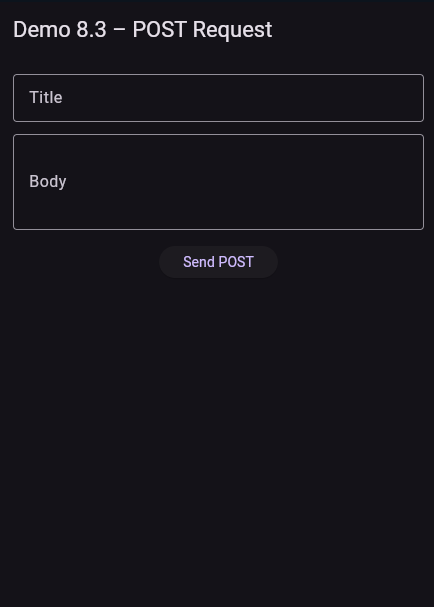 Demo 8.3 – POST Request
Title
Body
Send POST